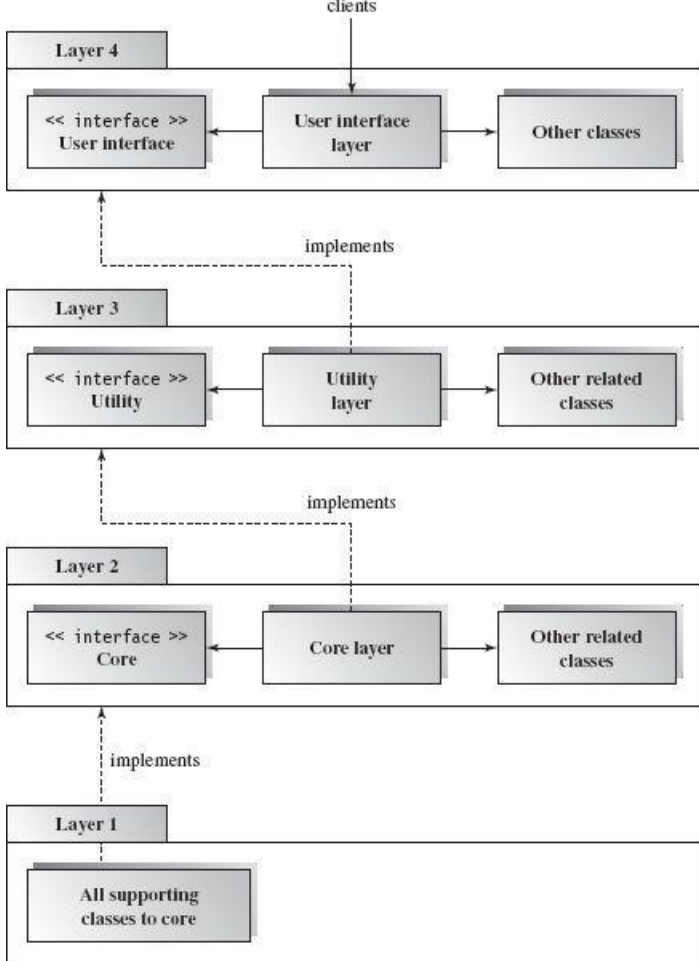 clients
Layer 4
<< interface >>
User interface
User interface
layer
Other classes
implements
Layer 3
<< interface >>
Utility
Utility
layer
Other related
classes
implements
Layer 2
<< interface >>
Core
Core layer
Other related
classes
implements
Layer 1
All supporting
classes to core